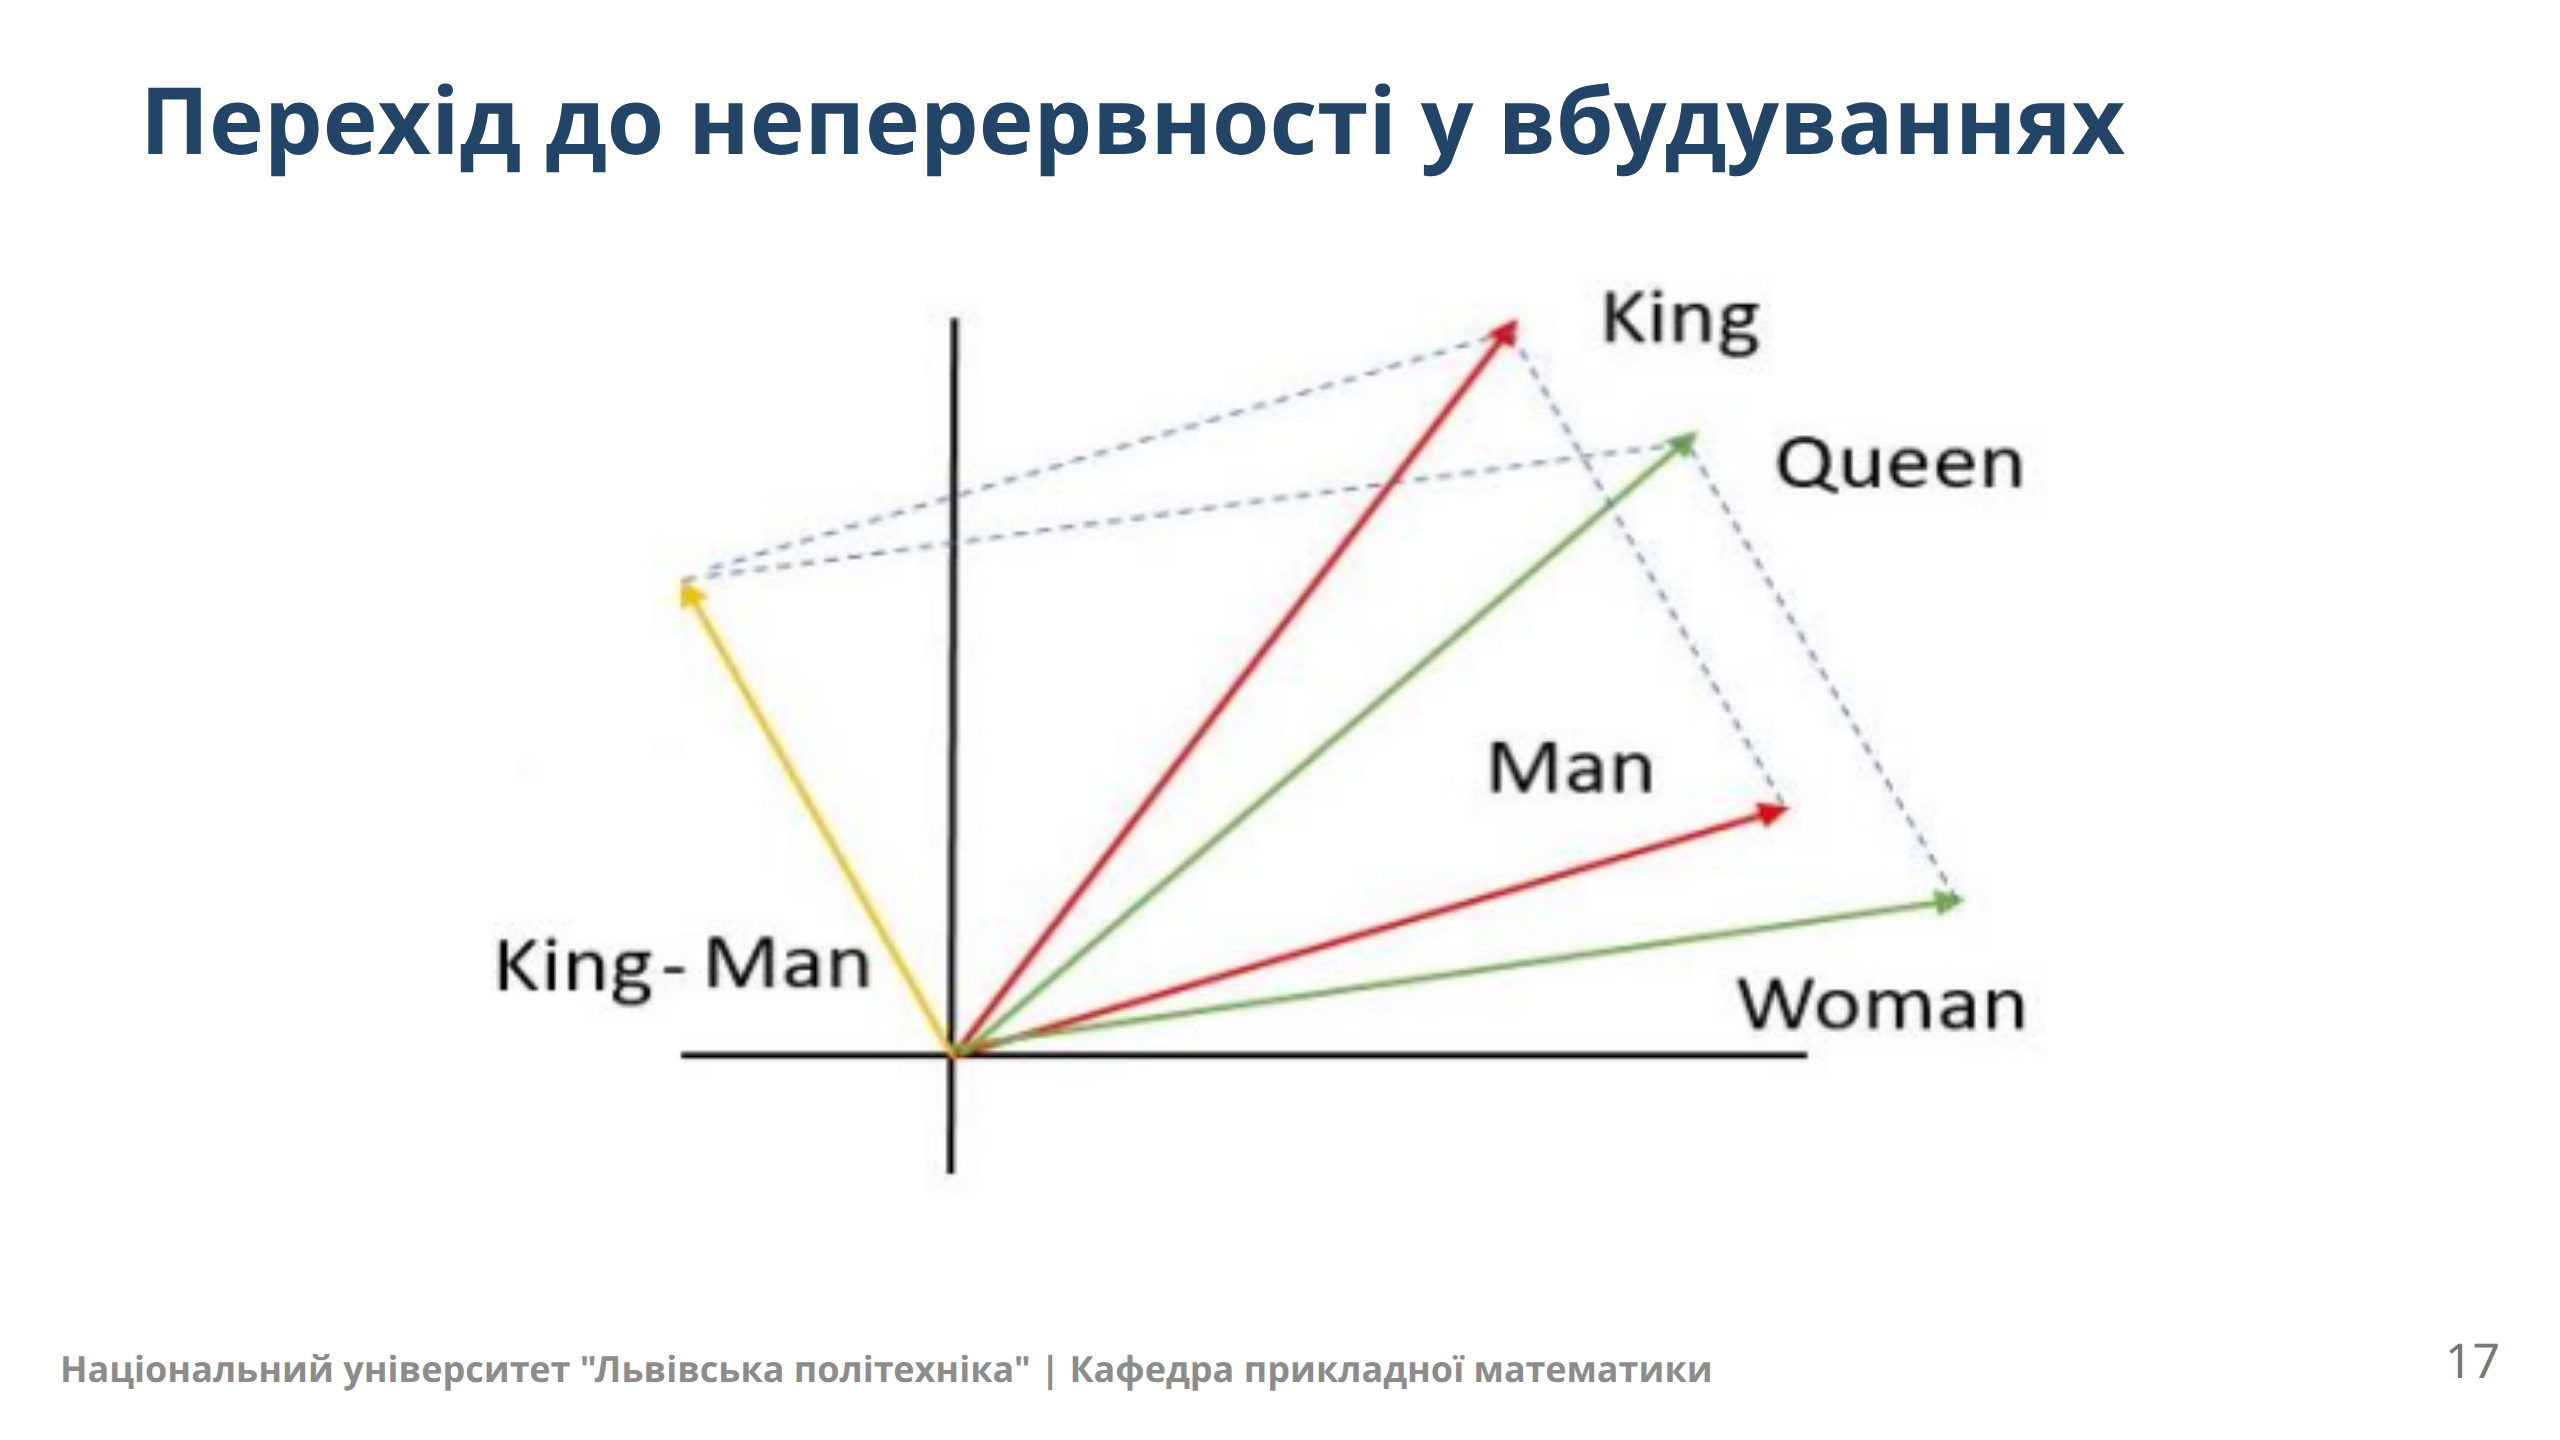 Перехід до неперервності у вбудуваннях
King
Queen
Man
King - Man
Woman
Національний університет "Львівська політехніка" | Кафедра прикладної математики
17